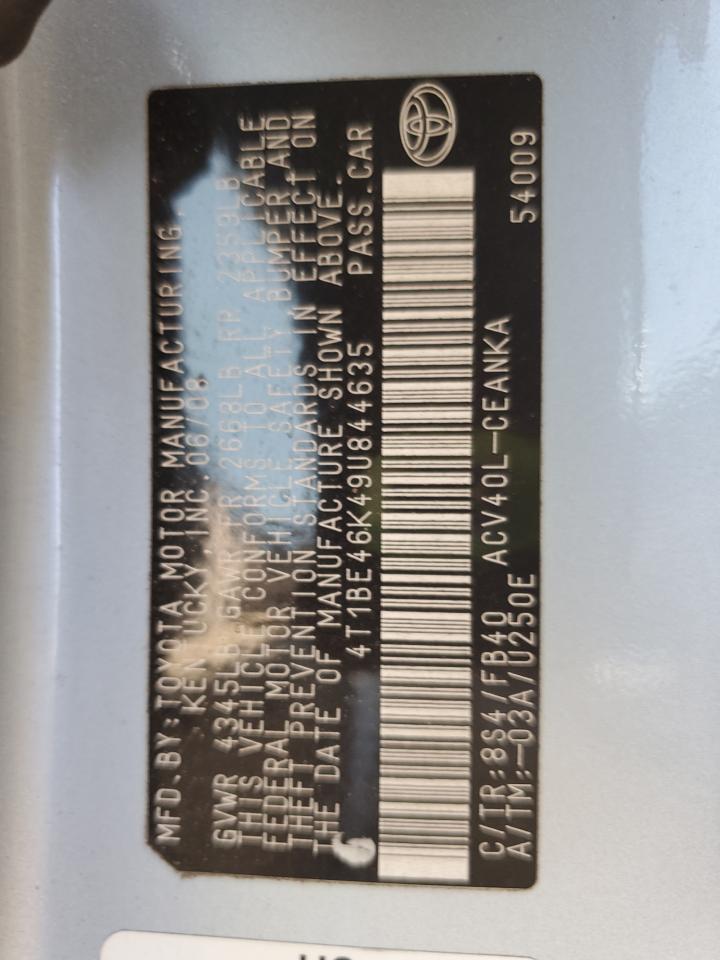 MFD.BY:TOYOTA MOTOR MANUFACTURING,
KENTUCKY,INC.06/08
GVWR 4345LB GAWR FR 2668LB RR 2359LB
THIS VEHICLE CONFORMS TO ALL APPLICABLE
FEDERAL MOTOR VEHICLE SAFETY,BUMPER,AND
THEFT PREVENTION STANDARDS IN EFFECT ON
THE DATE OF MANUFACTURE SHOWN ABOVE.
4T1BE46K49U844635 PASS.CAR
C/TR:8S4/FB40 ACV40L-CEANKA 54009
A/TM:-03A/U250E